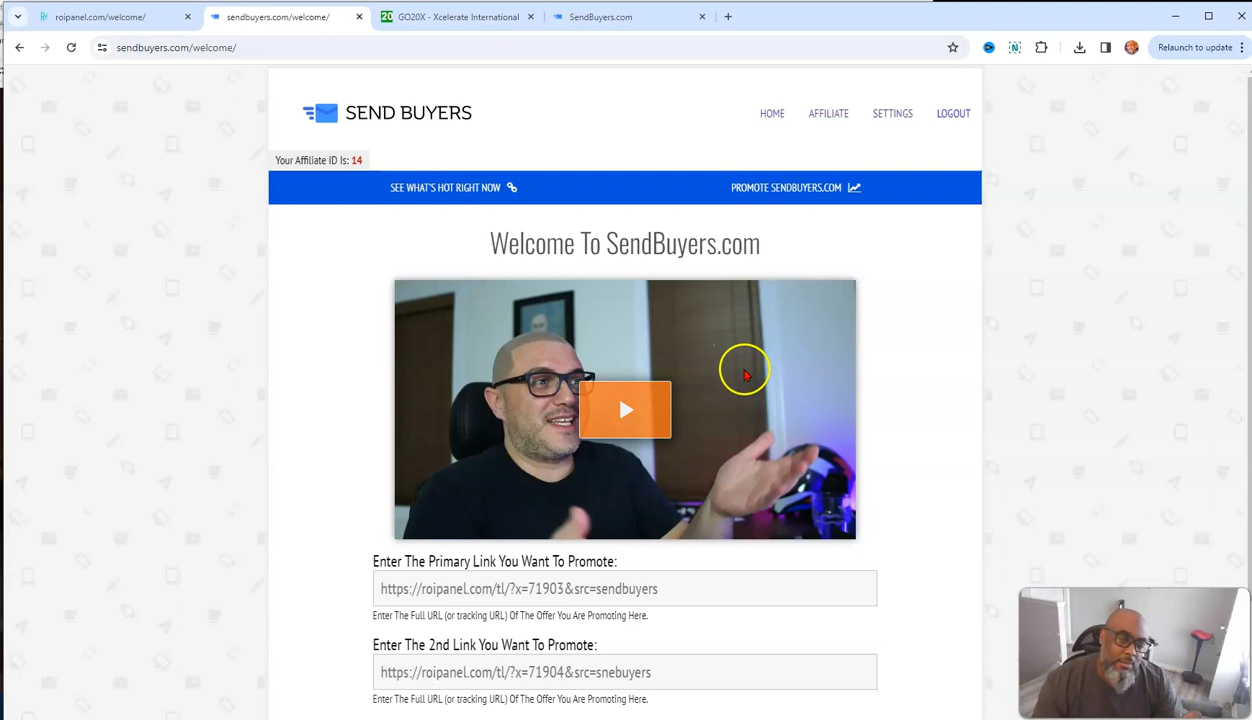 roipanel.com/welcome/
sendbuyers.com/welcome/
GO20X - Xcelerate International
SendBuyers.com
sendbuyers.com/welcome/
Relaunch to update
SEND BUYERS
HOME
AFFILIATE
SETTINGS
LOGOUT
Your Affiliate ID Is: 14
SEE WHAT'S HOT RIGHT NOW
PROMOTE SENDBUYERS.COM
Welcome To SendBuyers.com
Enter The Primary Link You Want To Promote:
https://roipanel.com/tl/?x=71903&src=sendbuyers
Enter The Full URL (or tracking URL) Of The Offer You Are Promoting Here.
Enter The 2nd Link You Want To Promote:
https://roipanel.com/tl/?x=71904&src=snebuyers
Enter The Full URL (or tracking URL) Of The Offer You Are Promoting Here.